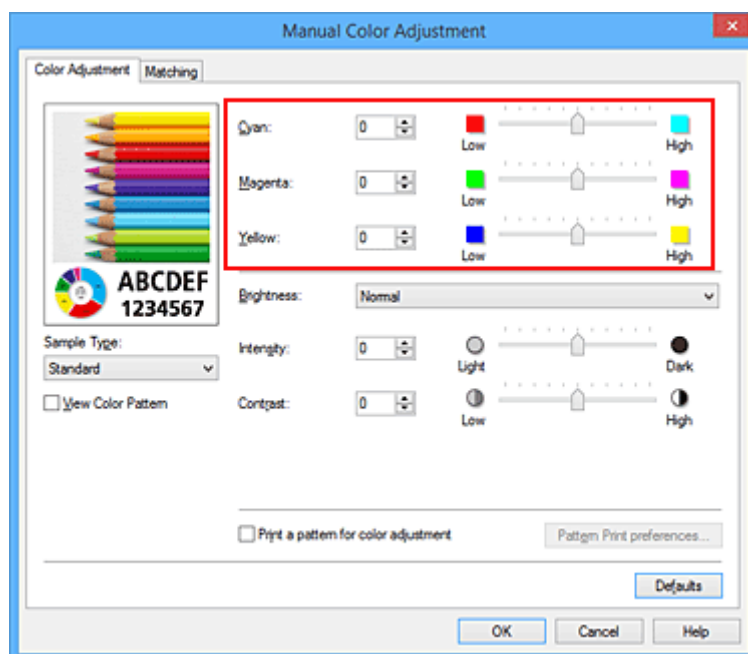 Manual Color Adjustment
Color Adjustment Matching
Cyan: 0 Low High
Magenta: 0 Low High
Yellow: 0 Low High
ABCDEF
1234567
Brightness: Normal
Sample Type:
Standard
Intensity: 0 Light Dark
View Color Pattern
Contrast: 0 Low High
Print a pattern for color adjustment Pattern Print preferences...
Defaults
OK Cancel Help